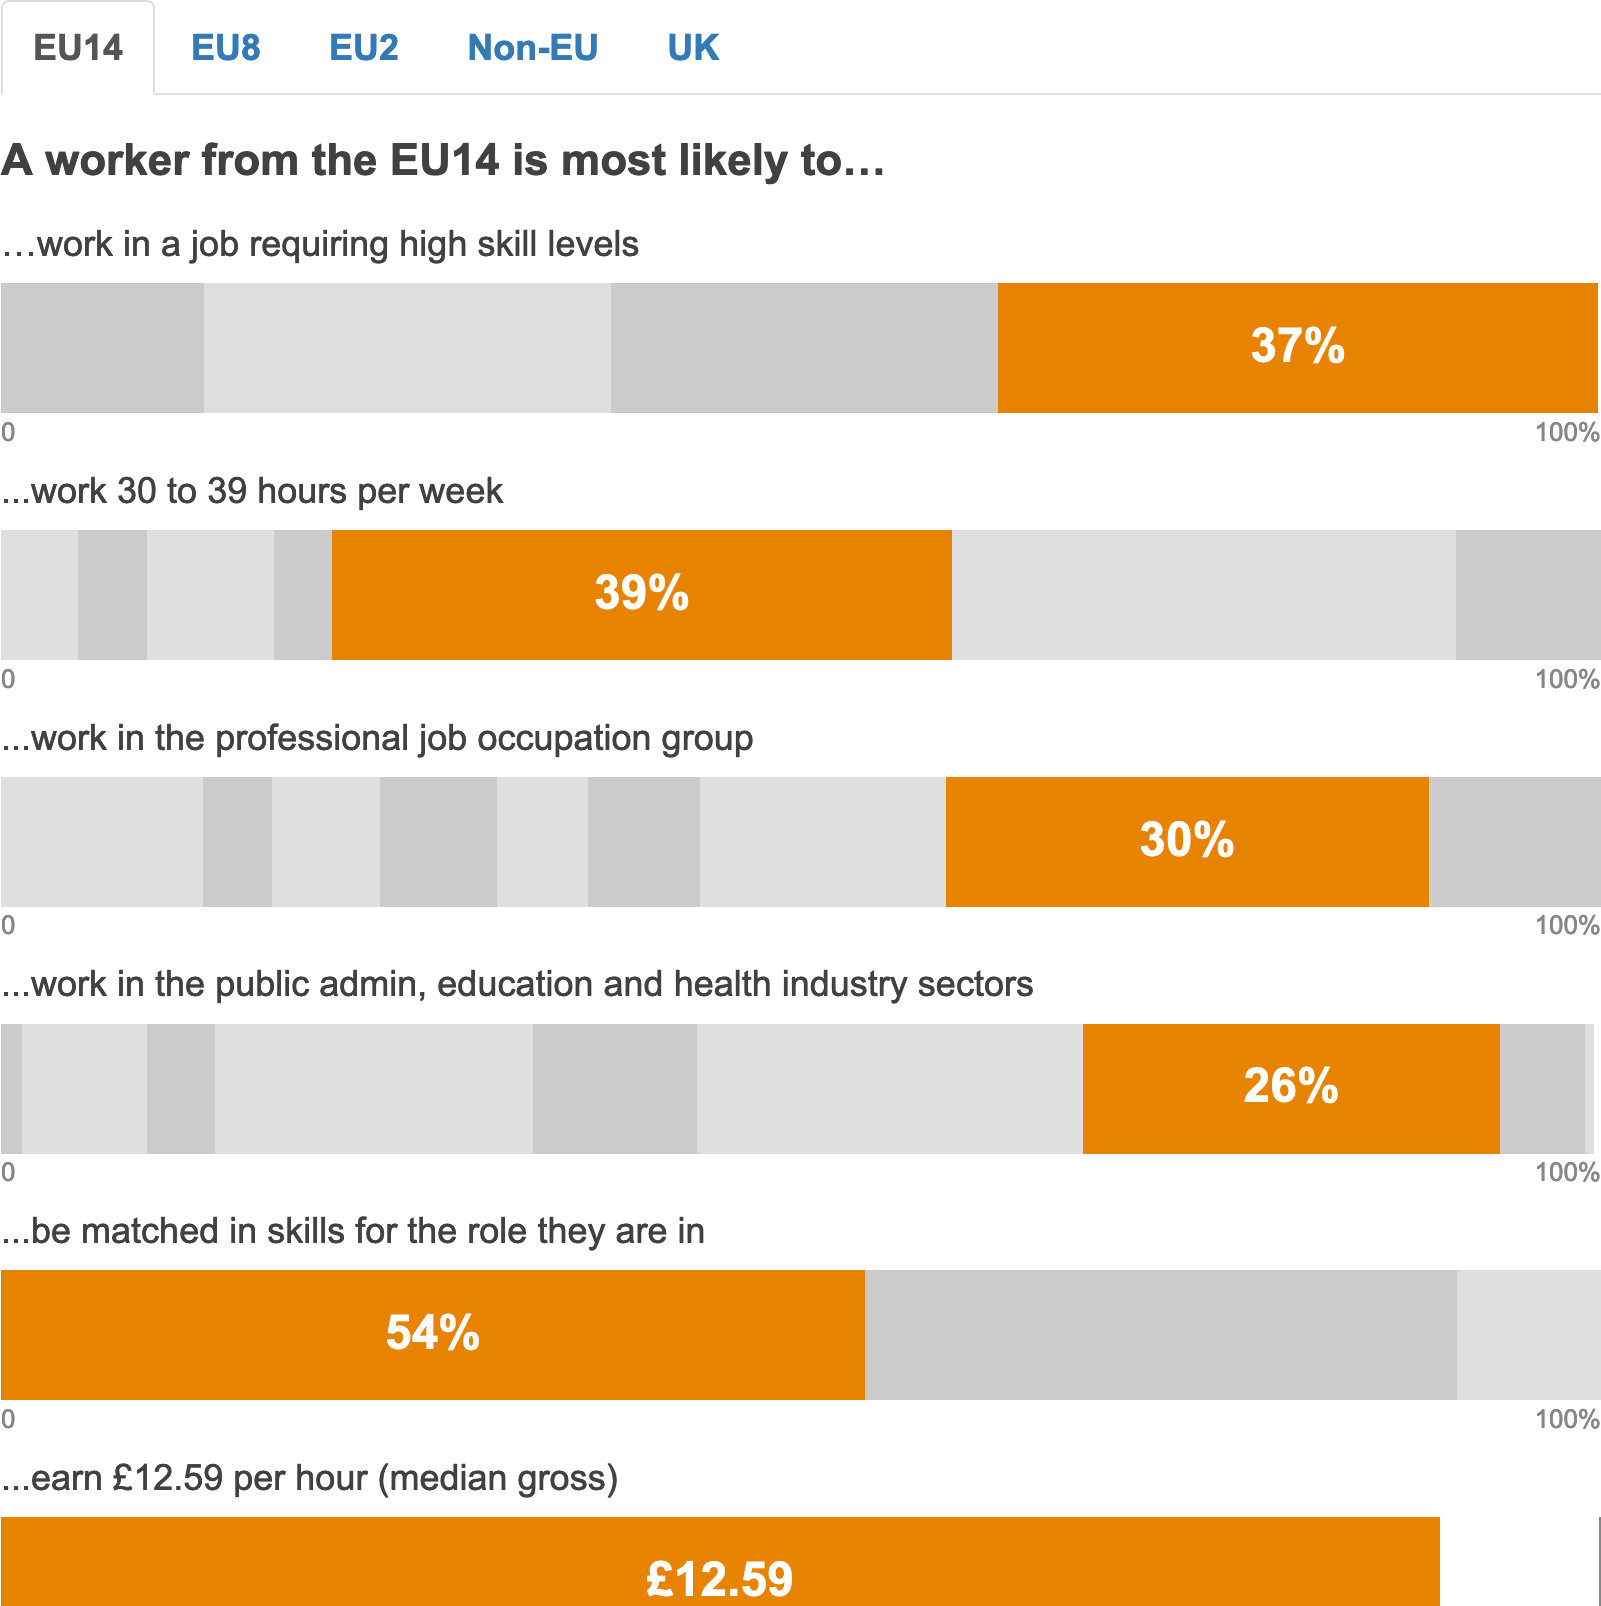 EU14 EU8 EU2 Non-EU UK
A worker from the EU14 is most likely to…
…work in a job requiring high skill levels
37%
0 100%
...work 30 to 39 hours per week
39%
0 100%
...work in the professional job occupation group
30%
0 100%
...work in the public admin, education and health industry sectors
26%
0 100%
...be matched in skills for the role they are in
54%
0 100%
...earn £12.59 per hour (median gross)
£12.59